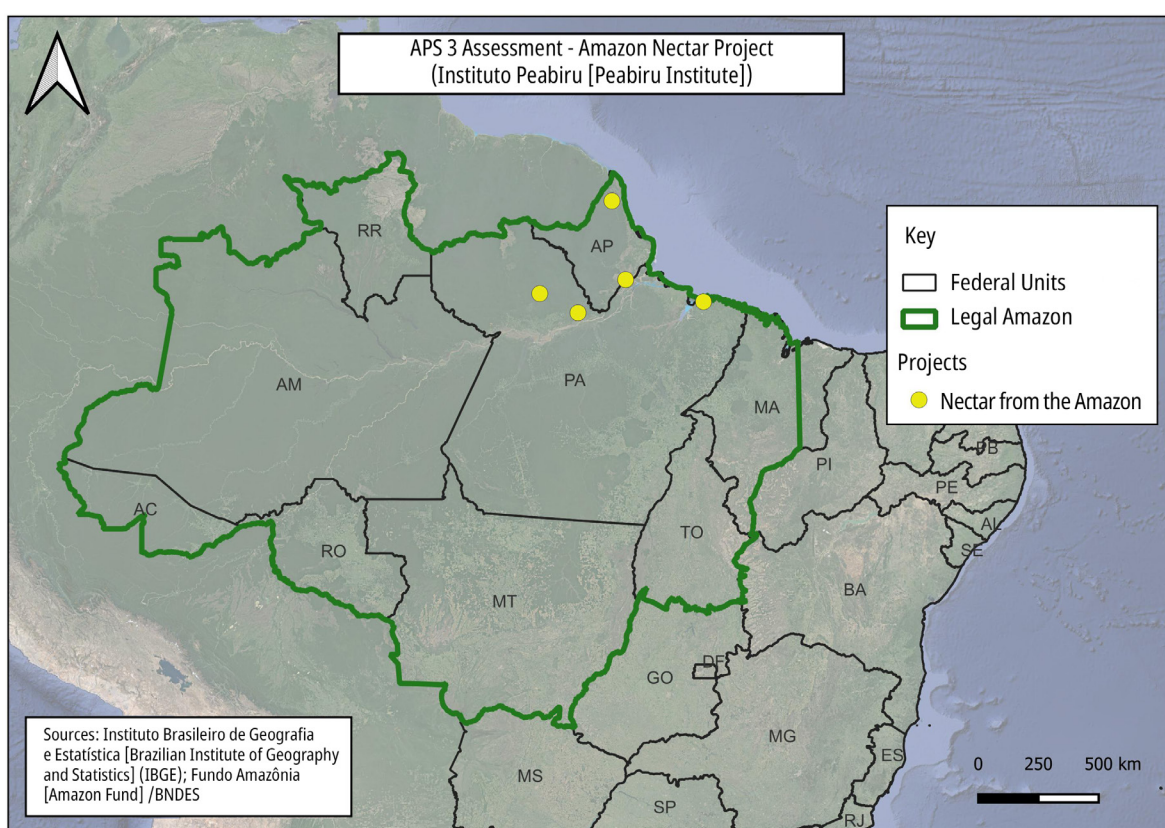 APS 3 Assessment - Amazon Nectar Project
(Instituto Peabiru [Peabiru Institute])
RR
AP
Key
Federal Units
Legal Amazon
Projects
Nectar from the Amazon
AM
PA
MA
PI
PB
PE
AL
SE
AC
RO
TO
MT
BA
GO
DF
MG
ES
MS
SP
RJ
Sources: Instituto Brasileiro de Geografia
e Estatística [Brazilian Institute of Geography
and Statistics] (IBGE); Fundo Amazônia
[Amazon Fund] /BNDES
0 250 500 km